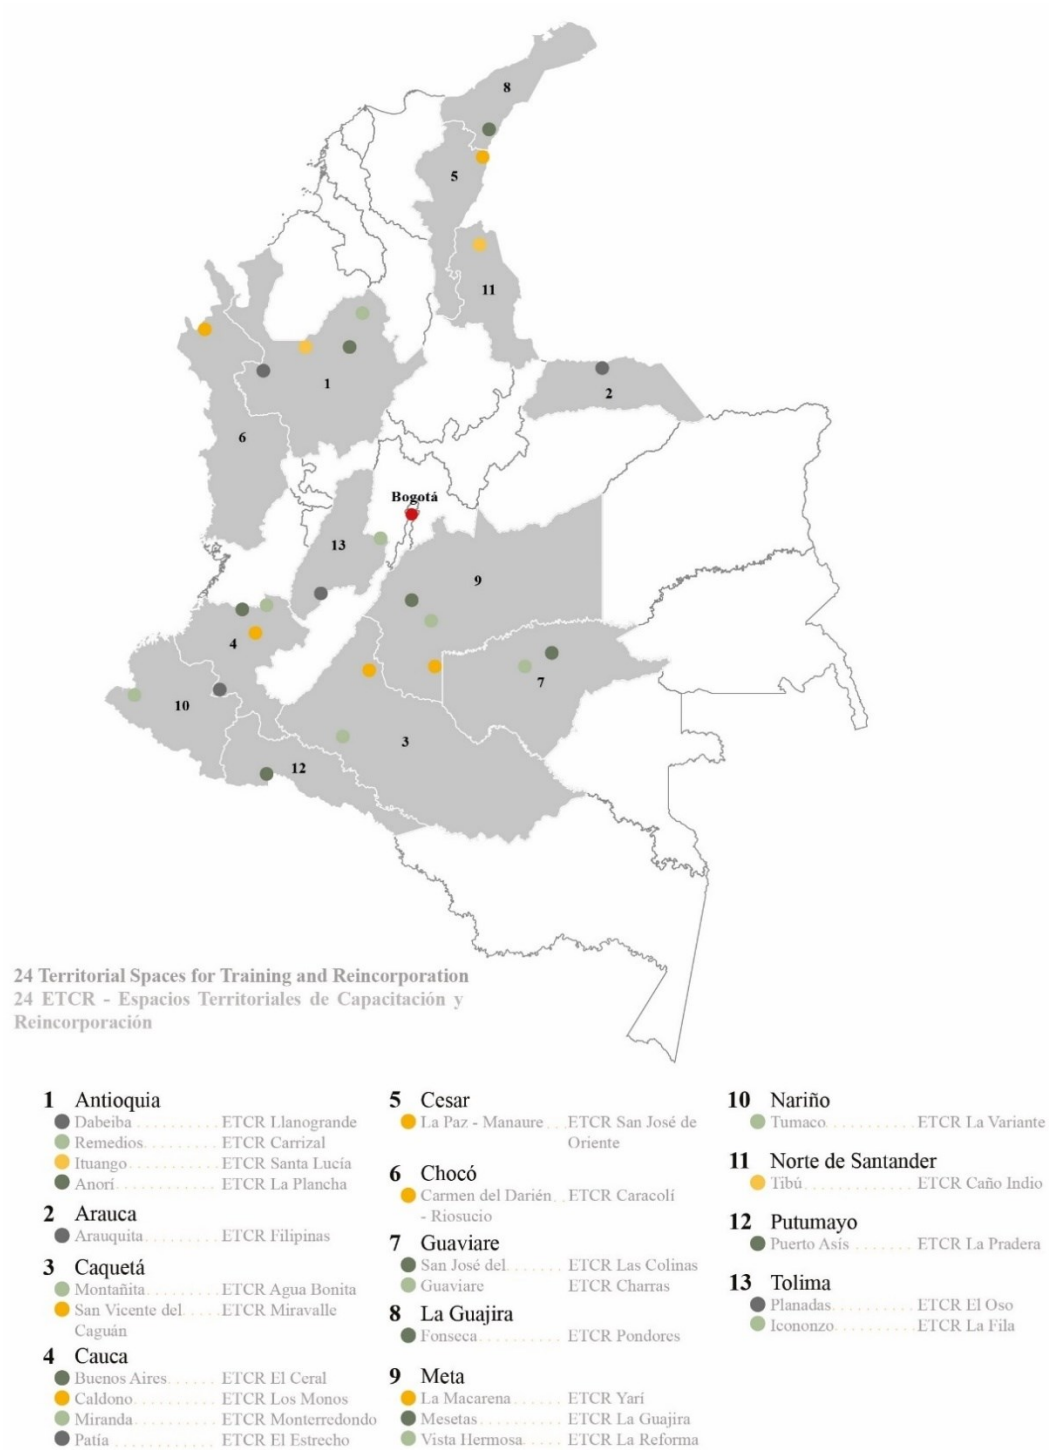 8
5
11
1
2
6
Bogotá
13
9
4
7
10
3
12
24 Territorial Spaces for Training and Reincorporation
24 ETCR - Espacios Territoriales de Capacitación y
Reincorporación
1 Antioquia
Dabeiba ........... ETCR Llanogrande
Remedios ........... ETCR Carrizal
Ituango ........... ETCR Santa Lucía
Anorí ........... ETCR La Plancha
2 Arauca
Arauquita ........... ETCR Filipinas
3 Caquetá
Montañita ........... ETCR Agua Bonita
San Vicente del ..... ETCR Miravalle
Caguán
4 Cauca
Buenos Aires ....... ETCR El Ceral
Caldono ........... ETCR Los Monos
Miranda ........... ETCR Monterredondo
Patía ........... ETCR El Estrecho
5 Cesar
La Paz - Manaure ... ETCR San José de
Oriente
6 Chocó
Carmen del Darién .. ETCR Caracolí
- Riosucio
7 Guaviare
San José del ....... ETCR Las Colinas
Guaviare ETCR Charras
8 La Guajira
Fonseca ........... ETCR Pondores
9 Meta
La Macarena ....... ETCR Yarí
Mesetas ........... ETCR La Guajira
Vista Hermosa ..... ETCR La Reforma
10 Nariño
Tumaco ........... ETCR La Variante
11 Norte de Santander
Tibú ........... ETCR Caño Indio
12 Putumayo
Puerto Asís ....... ETCR La Pradera
13 Tolima
Planadas ........... ETCR El Oso
Icononzo ........... ETCR La Fila